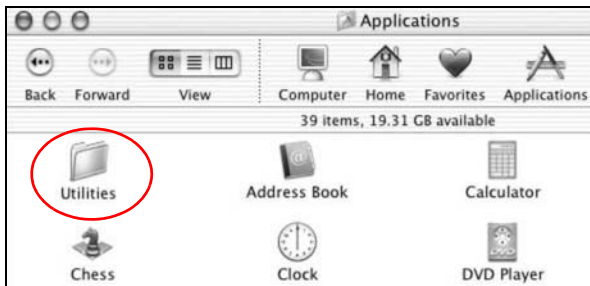 Applications
Back Forward View Computer Home Favorites Applications
39 items, 19.31 GB available
Utilities Address Book Calculator
Chess Clock DVD Player